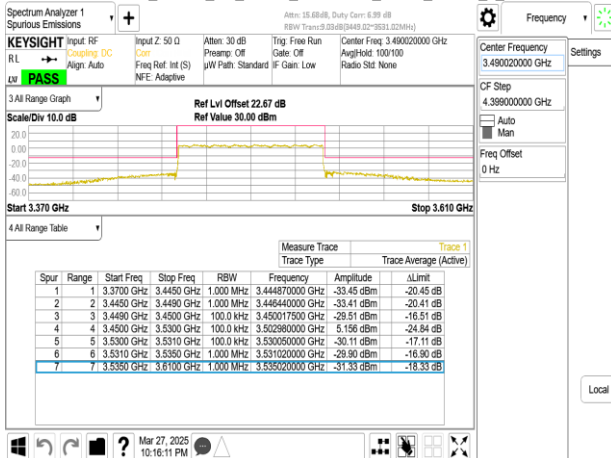 Spectrum Analyzer 1
Spurious Emissions
Attn: 15.68dB, Duty Corr: 6.99 dB
RBW Trans:9.03dB(3449.02~3531.02MHz)
Frequency
KEYSIGHT
RL
LXI PASS
Input: RF
Coupling: DC
Align: Auto
Input Z: 50 Ω
Corr
Freq Ref: Int (S)
NFE: Adaptive
Atten: 30 dB
Preamp: Off
µW Path: Standard
Trig: Free Run
Gate: Off
IF Gain: Low
Center Freq: 3.490020000 GHz
Avg|Hold: 100/100
Radio Std: None
Center Frequency
3.490020000 GHz
Settings
CF Step
4.399000000 GHz
Auto
Man
Freq Offset
0 Hz
Local
3 All Range Graph
Scale/Div 10.0 dB
Ref Lvl Offset 22.67 dB
Ref Value 30.00 dBm
20.0
0.00
-20.0
-40.0
-60.0
Start 3.370 GHz
Stop 3.610 GHz
4 All Range Table
Measure Trace Trace 1
Trace Type Trace Average (Active)
Spur Range Start Freq Stop Freq RBW Frequency Amplitude ΔLimit
1 1 3.3700 GHz 3.4450 GHz 1.000 MHz 3.444870000 GHz -33.45 dBm -20.45 dB
2 2 3.4450 GHz 3.4490 GHz 1.000 MHz 3.446440000 GHz -33.41 dBm -20.41 dB
3 3 3.4490 GHz 3.4500 GHz 100.0 kHz 3.450017500 GHz -29.51 dBm -16.51 dB
4 4 3.4500 GHz 3.5300 GHz 100.0 kHz 3.502980000 GHz 5.156 dBm -24.84 dB
5 5 3.5300 GHz 3.5310 GHz 100.0 kHz 3.530050000 GHz -30.11 dBm -17.11 dB
6 6 3.5310 GHz 3.5350 GHz 1.000 MHz 3.531020000 GHz -29.90 dBm -16.90 dB
7 7 3.5350 GHz 3.6100 GHz 1.000 MHz 3.535020000 GHz -31.33 dBm -18.33 dB
Mar 27, 2025
10:16:11 PM